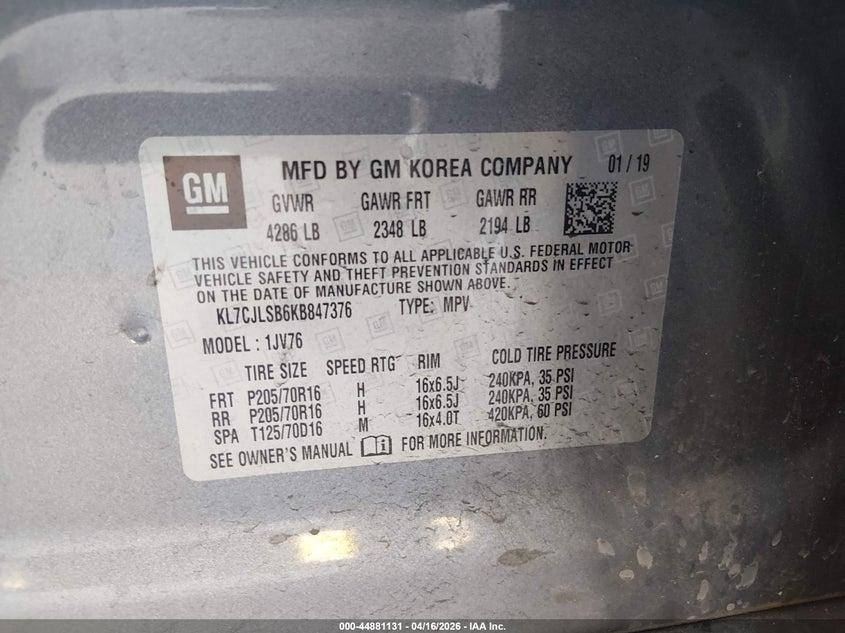 GM
MFD BY GM KOREA COMPANY 01 / 19
GVWR GAWR FRT GAWR RR
4286 LB 2348 LB 2194 LB
THIS VEHICLE CONFORMS TO ALL APPLICABLE U.S. FEDERAL MOTOR
VEHICLE SAFETY AND THEFT PREVENTION STANDARDS IN EFFECT
ON THE DATE OF MANUFACTURE SHOWN ABOVE.
KL7CJLSB6KB847376 TYPE: MPV
MODEL : 1JV76
TIRE SIZE SPEED RTG RIM COLD TIRE PRESSURE
FRT P205/70R16 H 16x6.5J 240KPA, 35 PSI
RR P205/70R16 H 16x6.5J 240KPA, 35 PSI
SPA T125/70D16 M 16x4.0T 420KPA, 60 PSI
SEE OWNER'S MANUAL FOR MORE INFORMATION.
000-44881131 - 04/16/2026 - IAA Inc.